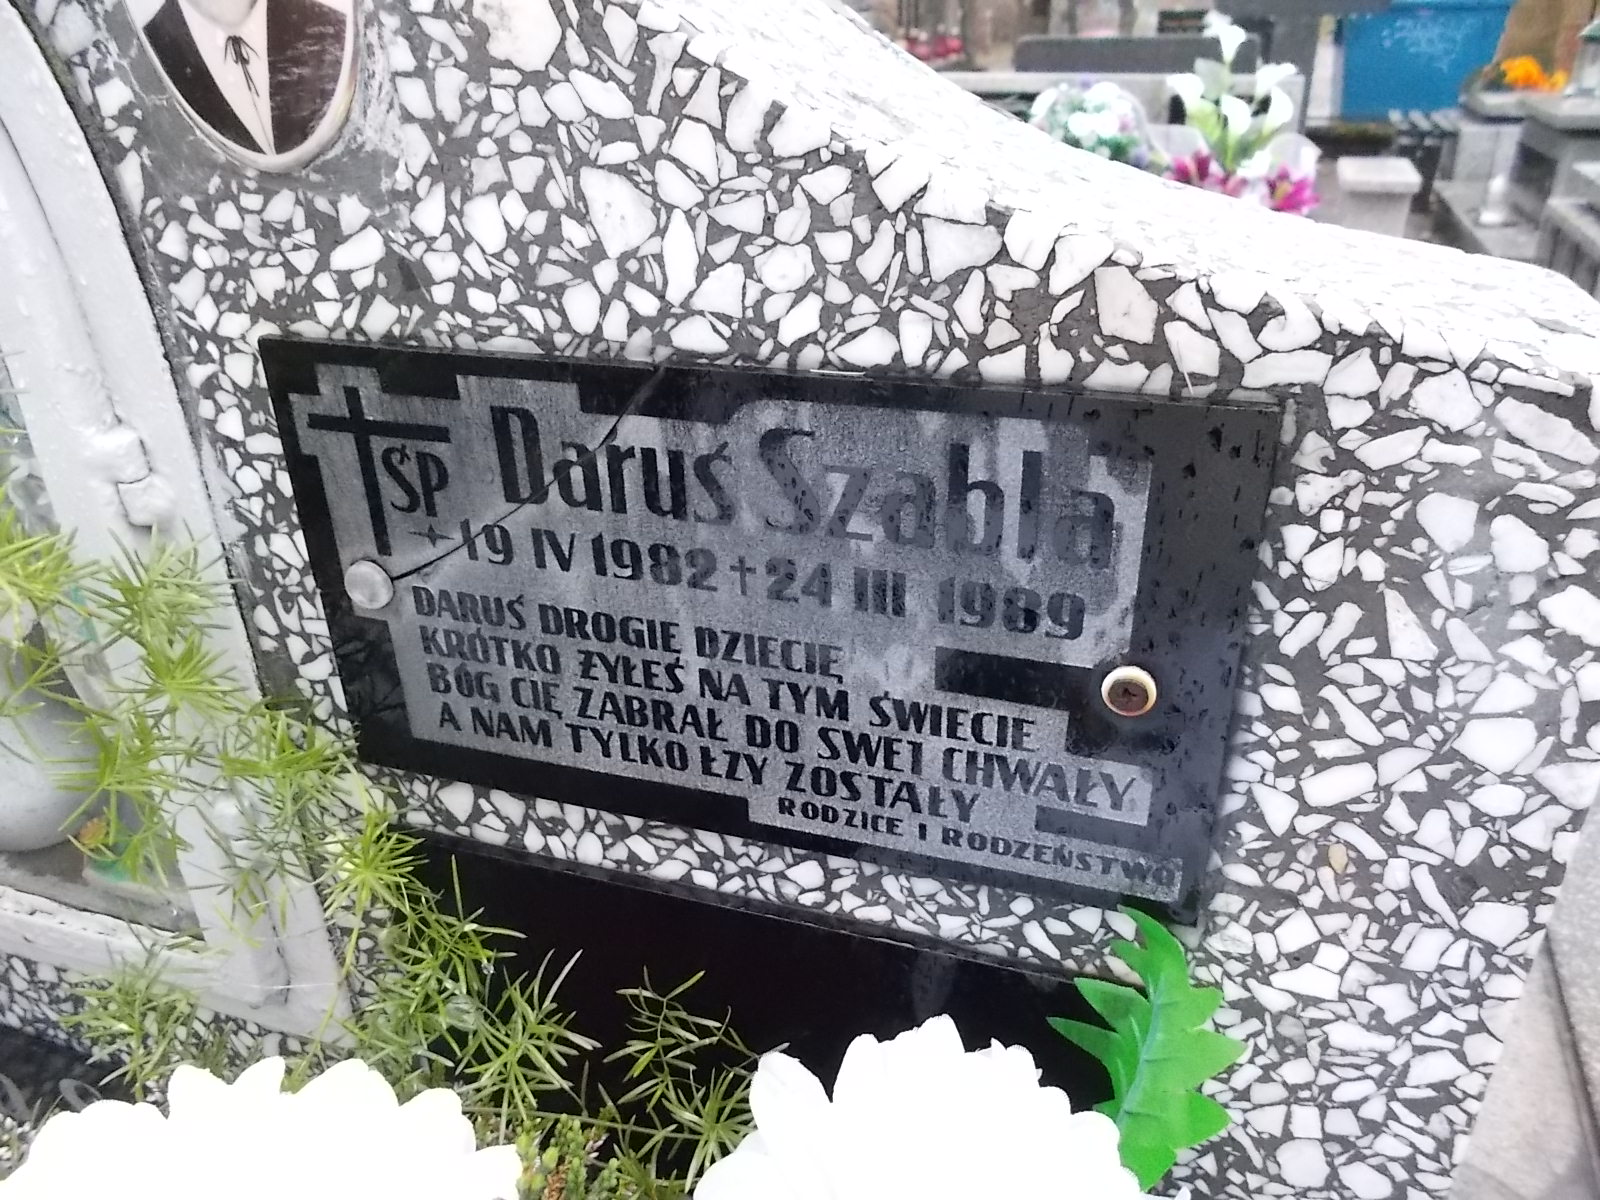 ŚP Daruś Szabla
19 IV 1982 † 24 III 1989
DARUŚ DROGIE DZIECIĘ
KRÓTKO ŻYŁEŚ NA TYM ŚWIECIE
BÓG CIĘ ZABRAŁ DO SWEJ CHWAŁY
A NAM TYLKO ŁZY ZOSTAŁY
RODZICE I RODZEŃSTWO